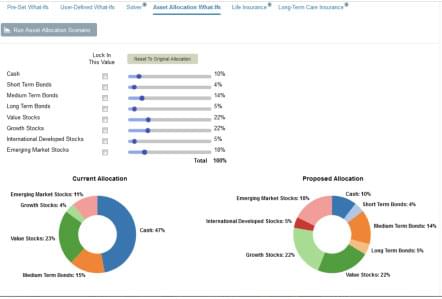 Pre-Set What-Ifs User-Defined What-Ifs Solver Asset Allocation What-Ifs Life Insurance Long-Term Care Insurance
Run Asset Allocation Scenario
Lock In
This Value
Reset To Original Allocation
Cash 10%
Short Term Bonds 4%
Medium Term Bonds 14%
Long Term Bonds 5%
Value Stocks 22%
Growth Stocks 22%
International Developed Stocks 5%
Emerging Market Stocks 18%
Total 100%
Current Allocation
Emerging Market Stocks: 11%
Growth Stocks: 4%
Value Stocks: 23%
Cash: 47%
Medium Term Bonds: 15%
Proposed Allocation
Emerging Market Stocks: 18%
Cash: 10%
Short Term Bonds: 4%
International Developed Stocks: 5%
Medium Term Bonds: 14%
Growth Stocks: 22%
Long Term Bonds: 5%
Value Stocks: 22%